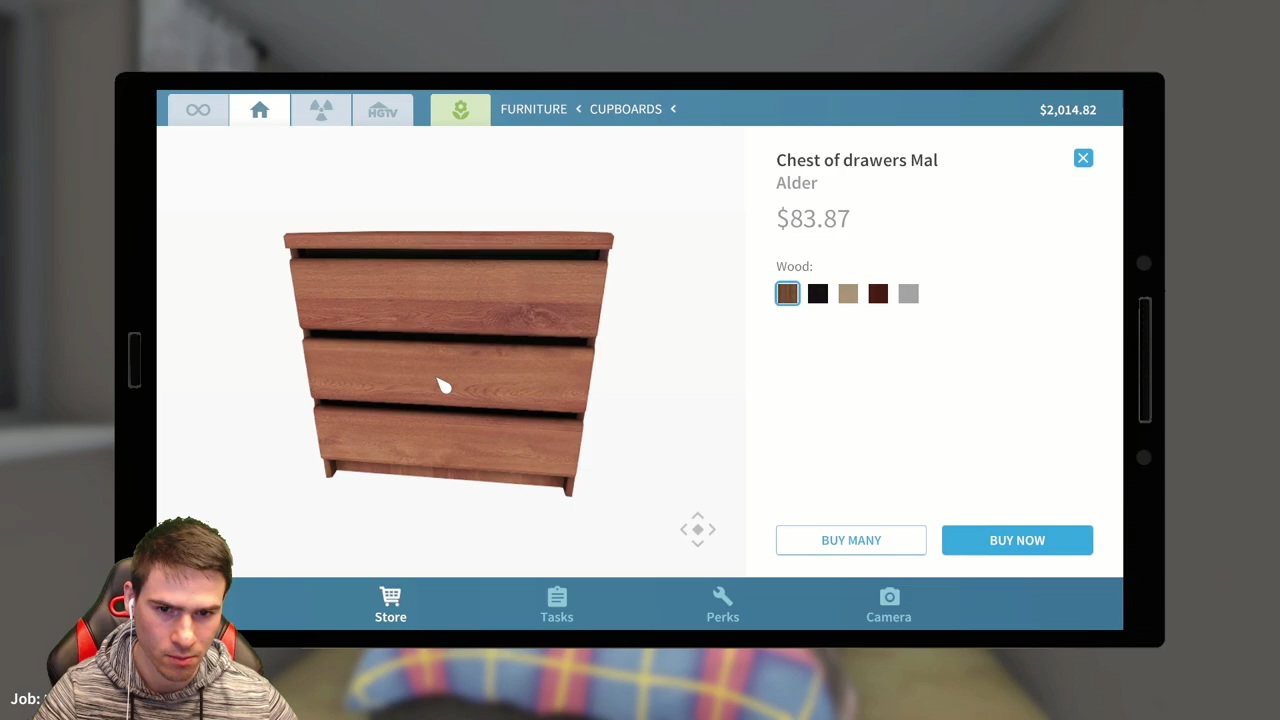 HGTV
FURNITURE < CUPBOARDS <
$2,014.82
Chest of drawers Mal
Alder
$83.87
Wood:
BUY MANY
BUY NOW
Store
Tasks
Perks
Camera
Job: